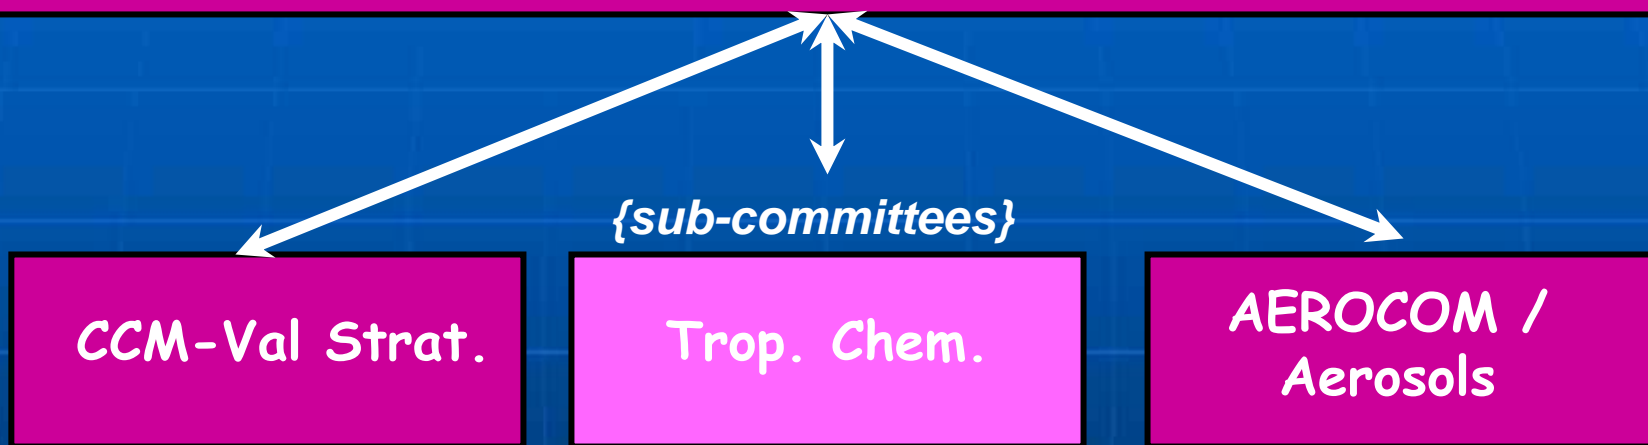 {sub-committees}
CCM-Val Strat.
Trop. Chem.
AEROCOM /
Aerosols